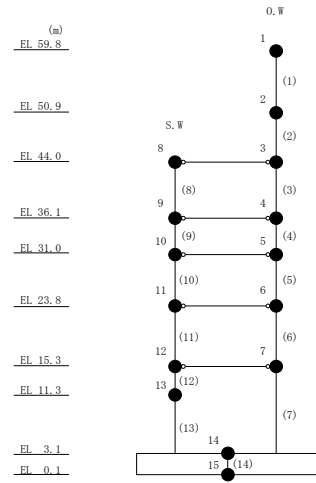 O.W
(m)
1
EL 59.8
(1)
2
EL 50.9
S.W
(2)
8
3
EL 44.0
(8)
(3)
9
4
EL 36.1
(9)
(4)
10
5
EL 31.0
(10)
(5)
11
6
EL 23.8
(11)
(6)
12
7
EL 15.3
(12)
13
EL 11.3
(7)
(13)
14
EL 3.1
15
(14)
EL 0.1